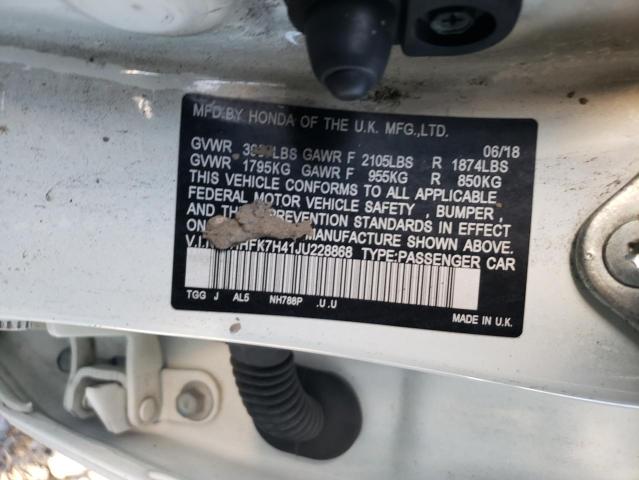 MFD.BY HONDA OF THE U.K. MFG.,LTD.
06/18
GVWR LBS GAWR F 2105LBS R 1874LBS
GVWR 1795KG GAWR F 955KG R 850KG
THIS VEHICLE CONFORMS TO ALL APPLICABLE
FEDERAL MOTOR VEHICLE SAFETY , BUMPER ,
AND PREVENTION STANDARDS IN EFFECT
ON MANUFACTURE SHOWN ABOVE.
HFK7H41JU228868 TYPE:PASSENGER CAR
TGG J AL5 NH788P .U.U
MADE IN U.K.